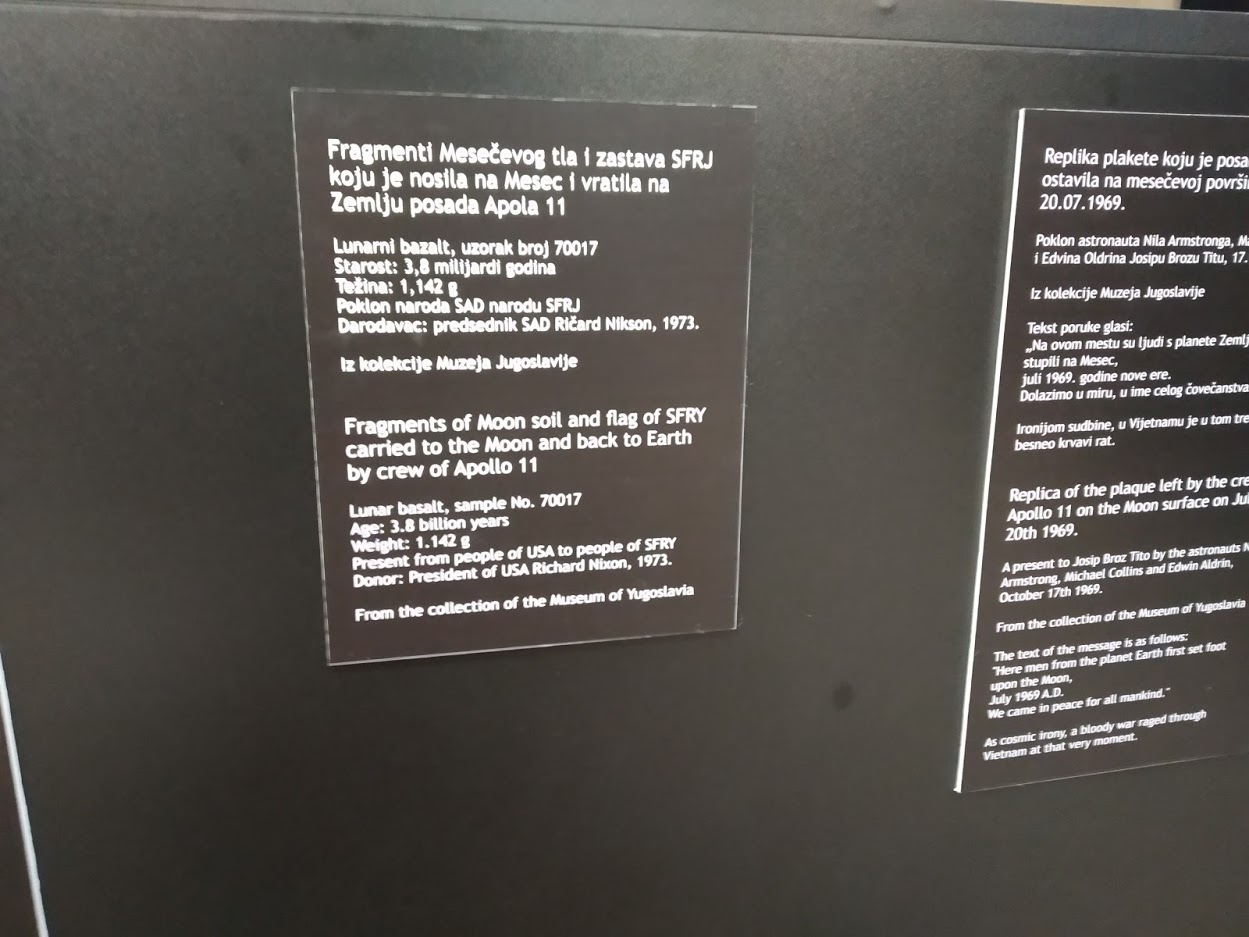 Fragmenti Mesečevog tla i zastava SFRJ
koju je nosila na Mesec i vratila na
Zemlju posada Apola 11
Lunarni bazalt, uzorak broj 70017
Starost: 3,8 milijardi godina
Težina: 1,142 g
Poklon naroda SAD narodu SFRJ
Darodavac: predsednik SAD Ričard Nikson, 1973.
Iz kolekcije Muzeja Jugoslavije
Fragments of Moon soil and flag of SFRY
carried to the Moon and back to Earth
by crew of Apollo 11
Lunar basalt, sample No. 70017
Age: 3.8 billion years
Weight: 1.142 g
Present from people of USA to people of SFRY
Donor: President of USA Richard Nixon, 1973.
From the collection of the Museum of Yugoslavia
Replika plakete koju je
ostavila na mesečevoj
20.07.1969.
Poklon astronauta Nila Armstronga,
i Edvina Oldrina Josipu Brozu Titu, 17.
Iz kolekcije Muzeja Jugoslavije
Tekst poruke glasi:
„Na ovom mestu su ljudi s planete
stupili na Mesec,
juli 1969. godine nove ere.
Dolazimo u miru, u ime celog čovečanstva
Ironijom sudbine, u Vijetnamu je u tom
besneo krvavi rat.
Replica of the plaque left by the
Apollo 11 on the Moon surface on
20th 1969.
A present to Josip Broz Tito by the astronauts
Armstrong, Michael Collins and Edwin Aldrin,
October 17th 1969.
From the collection of the Museum of Yugoslavia
The text of the message is as follows:
"Here men from the planet Earth first set foot
upon the Moon,
July 1969 A.D.
We came in peace for all mankind."
As cosmic irony, a bloody war raged through
Vietnam at that very moment.